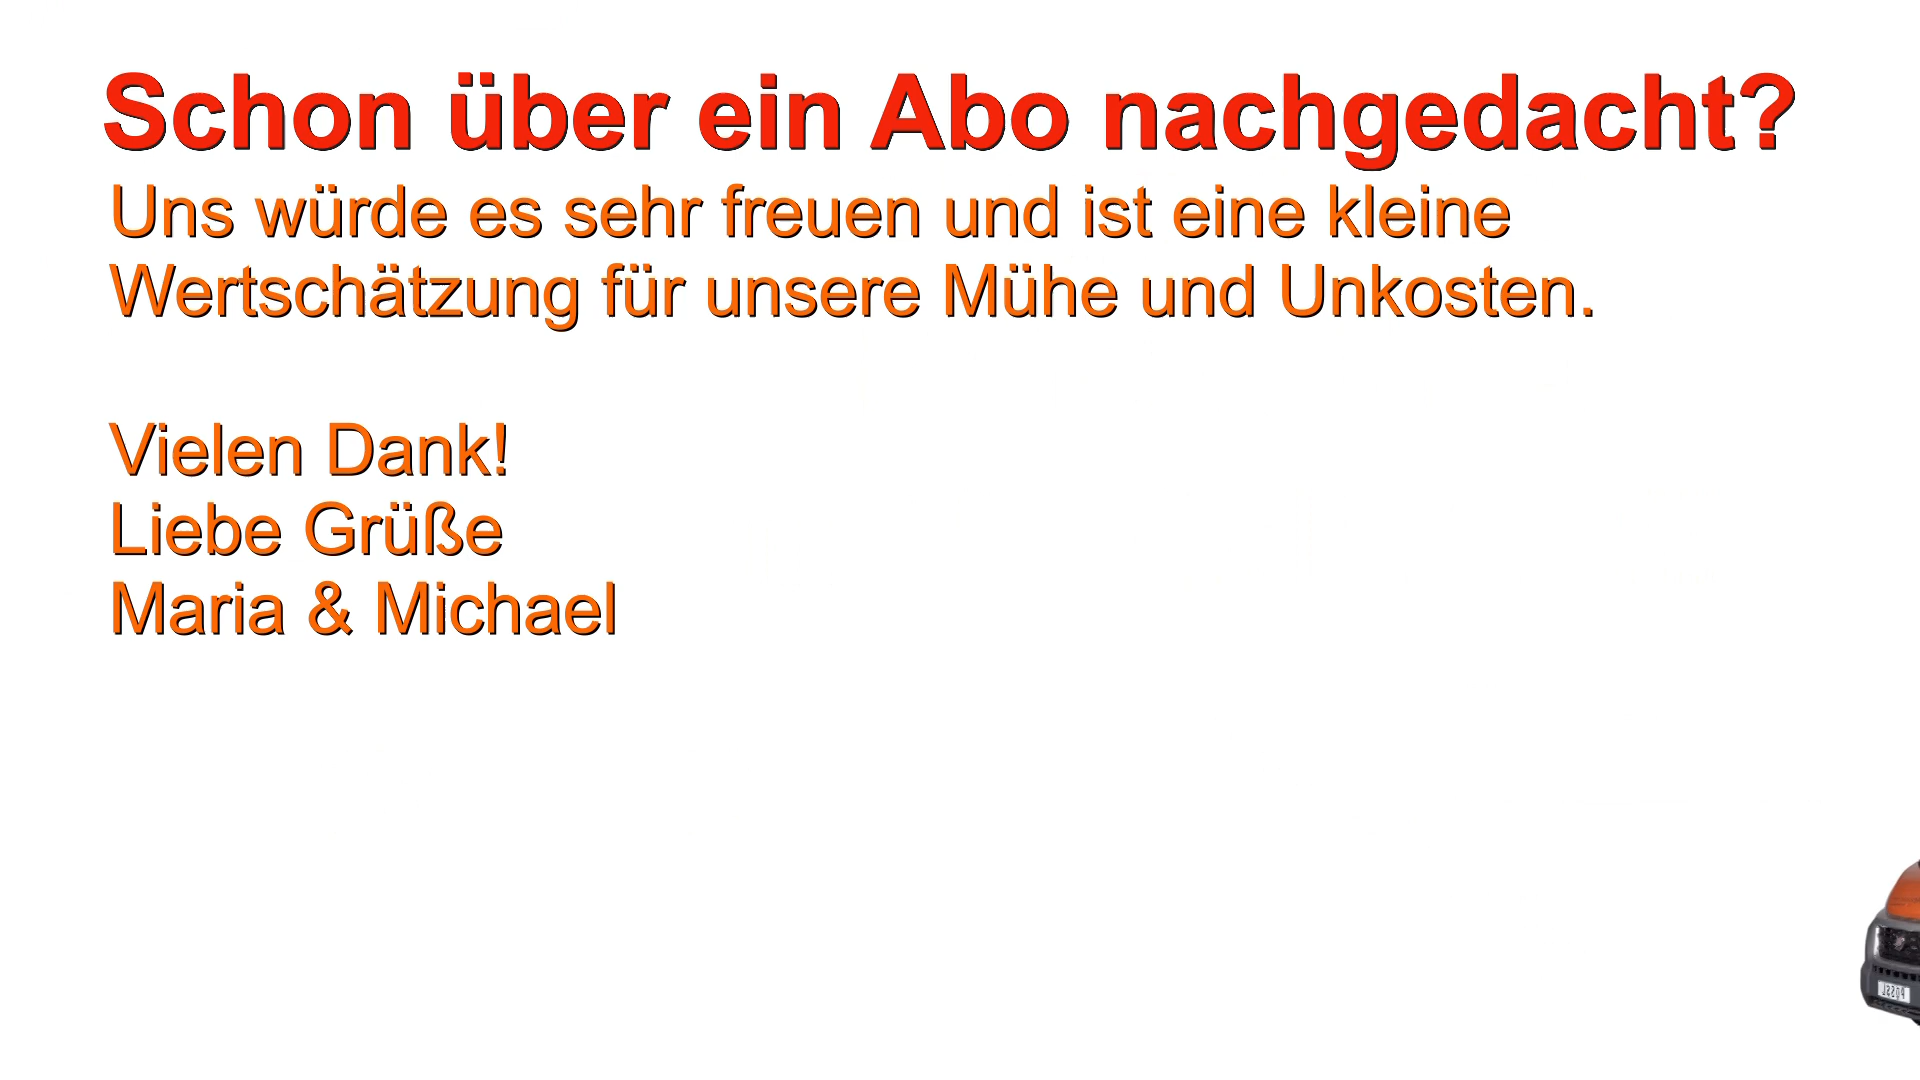 Schon über ein Abo nachgedacht?
Uns würde es sehr freuen und ist eine kleine
Wertschätzung für unsere Mühe und Unkosten.
Vielen Dank!
Liebe Grüße
Maria & Michael